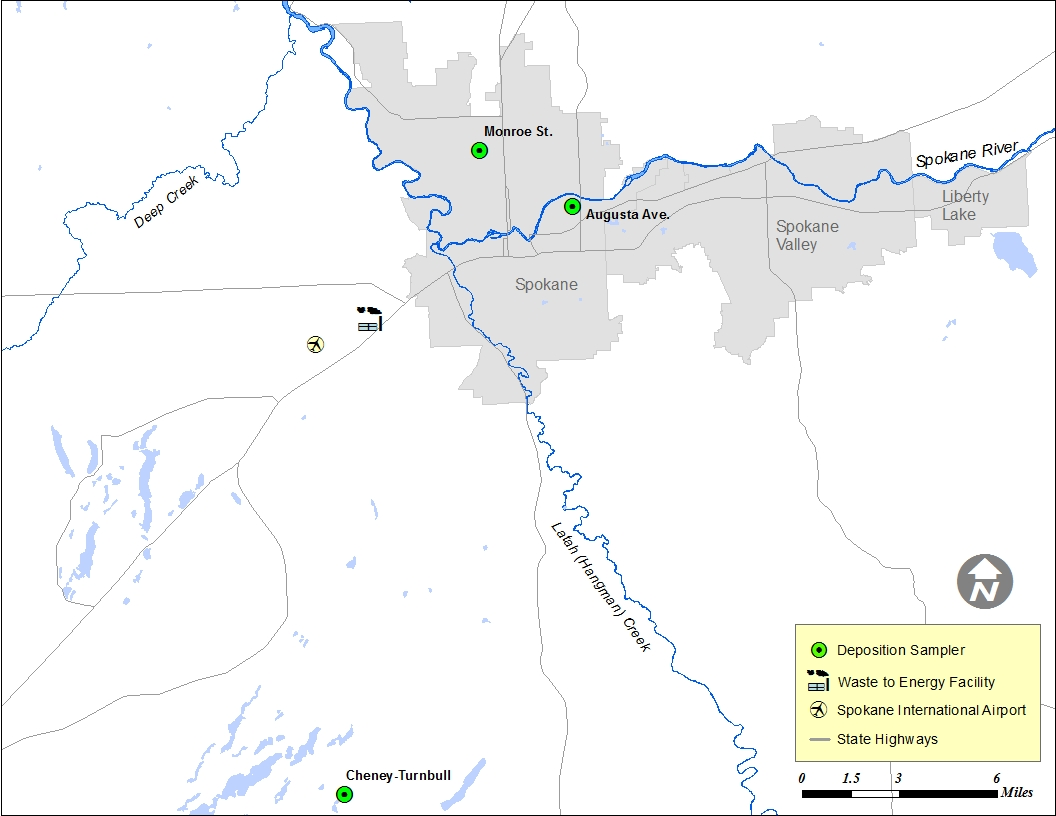 Monroe St.
Spokane River
Deep Creek
Liberty
Lake
Augusta Ave.
Spokane
Valley
Spokane
Latah (Hangman) Creek
N
Deposition Sampler
Waste to Energy Facility
Spokane International Airport
State Highways
Cheney-Turnbull
0 1.5 3 6
Miles